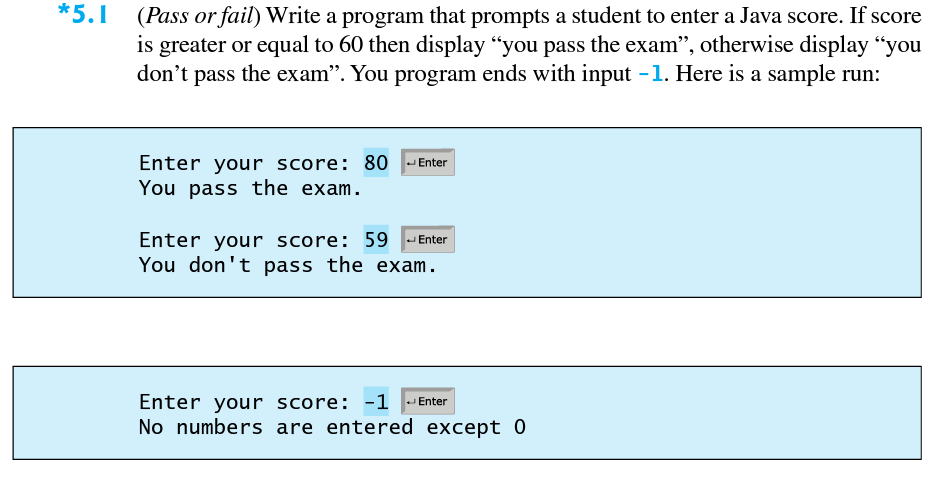 *5.1 (Pass or fail) Write a program that prompts a student to enter a Java score. If score
is greater or equal to 60 then display “you pass the exam”, otherwise display “you
don’t pass the exam”. You program ends with input -1. Here is a sample run:
Enter your score: 80 ↵Enter
You pass the exam.
Enter your score: 59 ↵Enter
You don't pass the exam.
Enter your score: -1 ↵Enter
No numbers are entered except 0